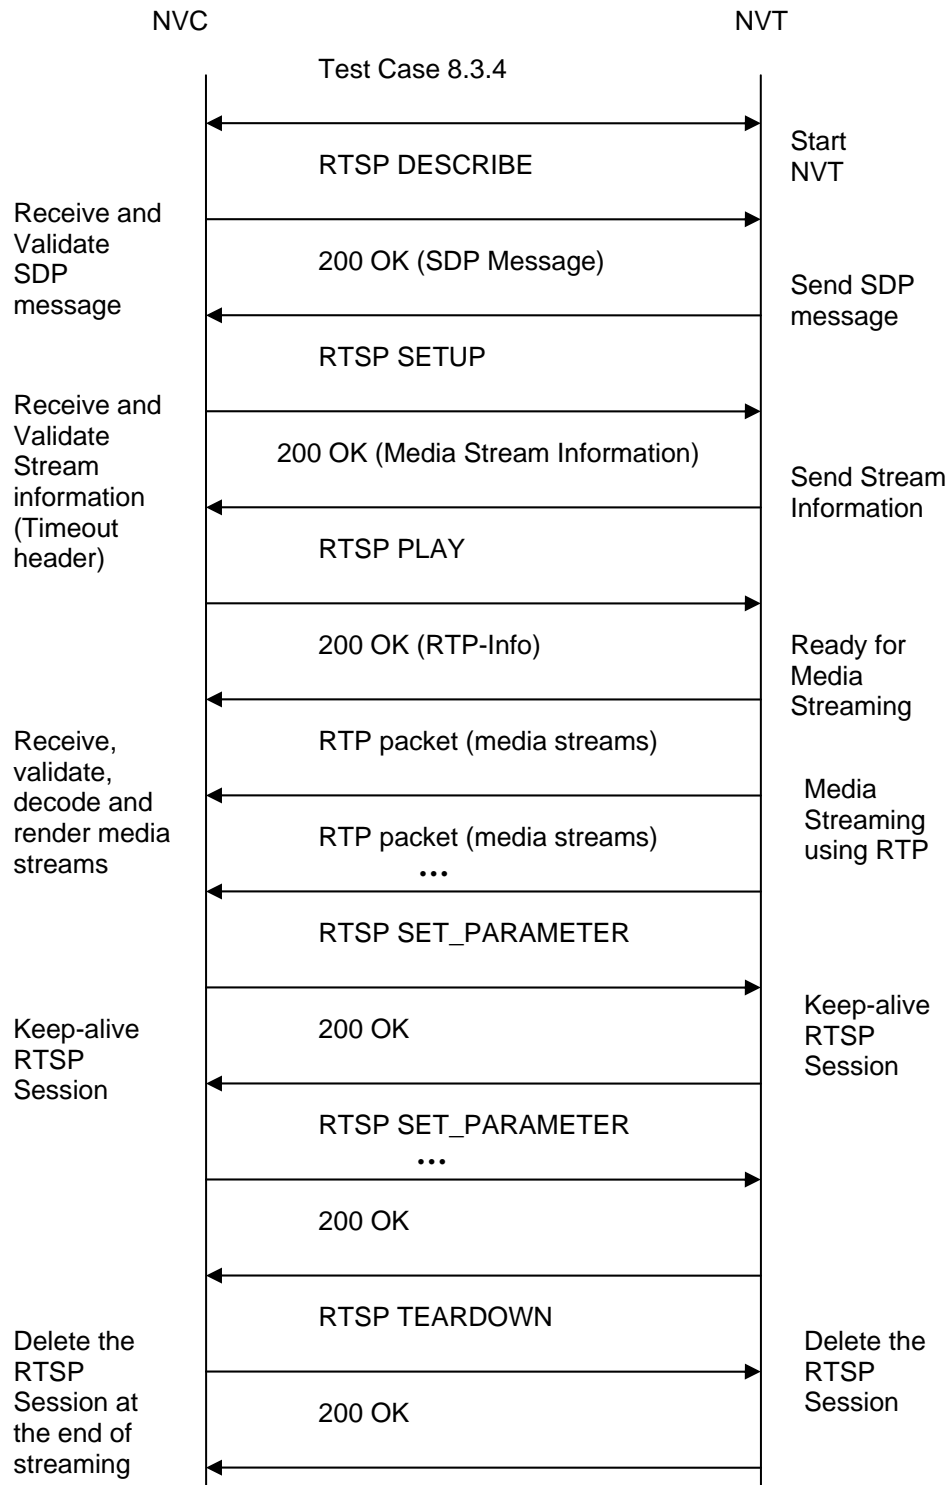 NVC
NVT
Test Case 8.3.4
Start
NVT
RTSP DESCRIBE
Receive and
Validate
SDP
message
200 OK (SDP Message)
Send SDP
message
RTSP SETUP
Receive and
Validate
Stream
information
(Timeout
header)
200 OK (Media Stream Information)
Send Stream
Information
RTSP PLAY
200 OK (RTP-Info)
Ready for
Media
Streaming
RTP packet (media streams)
Receive,
validate,
decode and
render media
streams
Media
Streaming
using RTP
RTP packet (media streams)
...
RTSP SET_PARAMETER
Keep-alive
RTSP
Session
200 OK
Keep-alive
RTSP
Session
RTSP SET_PARAMETER
...
200 OK
RTSP TEARDOWN
Delete the
RTSP
Session at
the end of
streaming
Delete the
RTSP
Session
200 OK